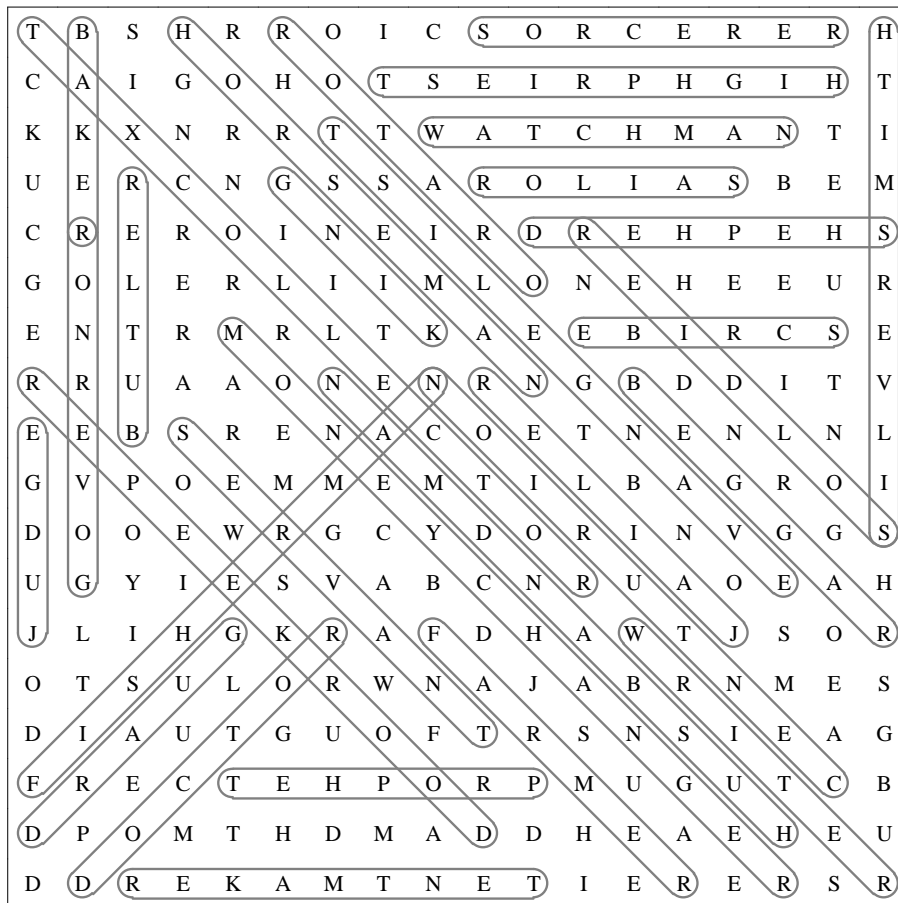 T B S H R R O I C S O R C E R E R H
C A I G O H O T S E I R P H G I H T
K K X N R R T T W A T C H M A N T I
U E R C N G S S A R O L I A S B E M
C R E R O I N E I R D R E H P E H S
G O L E R L I I M L O N E H E E U R
E N T R M R L T K A E E B I R C S E
R R U A A O N E N R N G B D D I T V
E E B S R E N A C O E T N E N L N L
G V P O E M M E M T I L B A G R O I
D O O E W R G C Y D O R I N V G G S
U G Y I E S V A B C N R U A O E A H
J L I H G K R A F D H A W T J S O R
O T S U L O R W N A J A B R N M E S
D I A U T G U O F T R S N S I E A G
F R E C T E H P O R P M U G U T C B
D P O M T H D M A D D H E A E H E U
D D R E K A M T N E T I E R E R S R